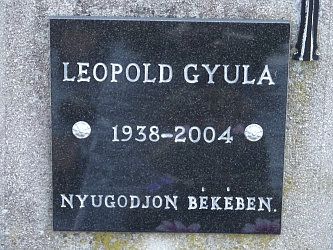 LEOPOLD GYULA
1938-2004
NYUGODJON BÉKÉBEN.